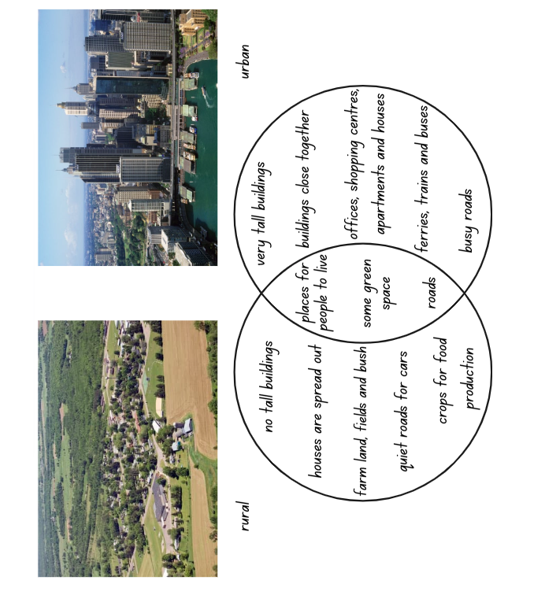 rural
urban
no tall buildings
houses are spread out
farm land, fields and bush
quiet roads for cars
crops for food
production
places for
people to live
some green
space
roads
very tall buildings
buildings close together
offices, shopping centres,
apartments and houses
ferries, trains and buses
busy roads